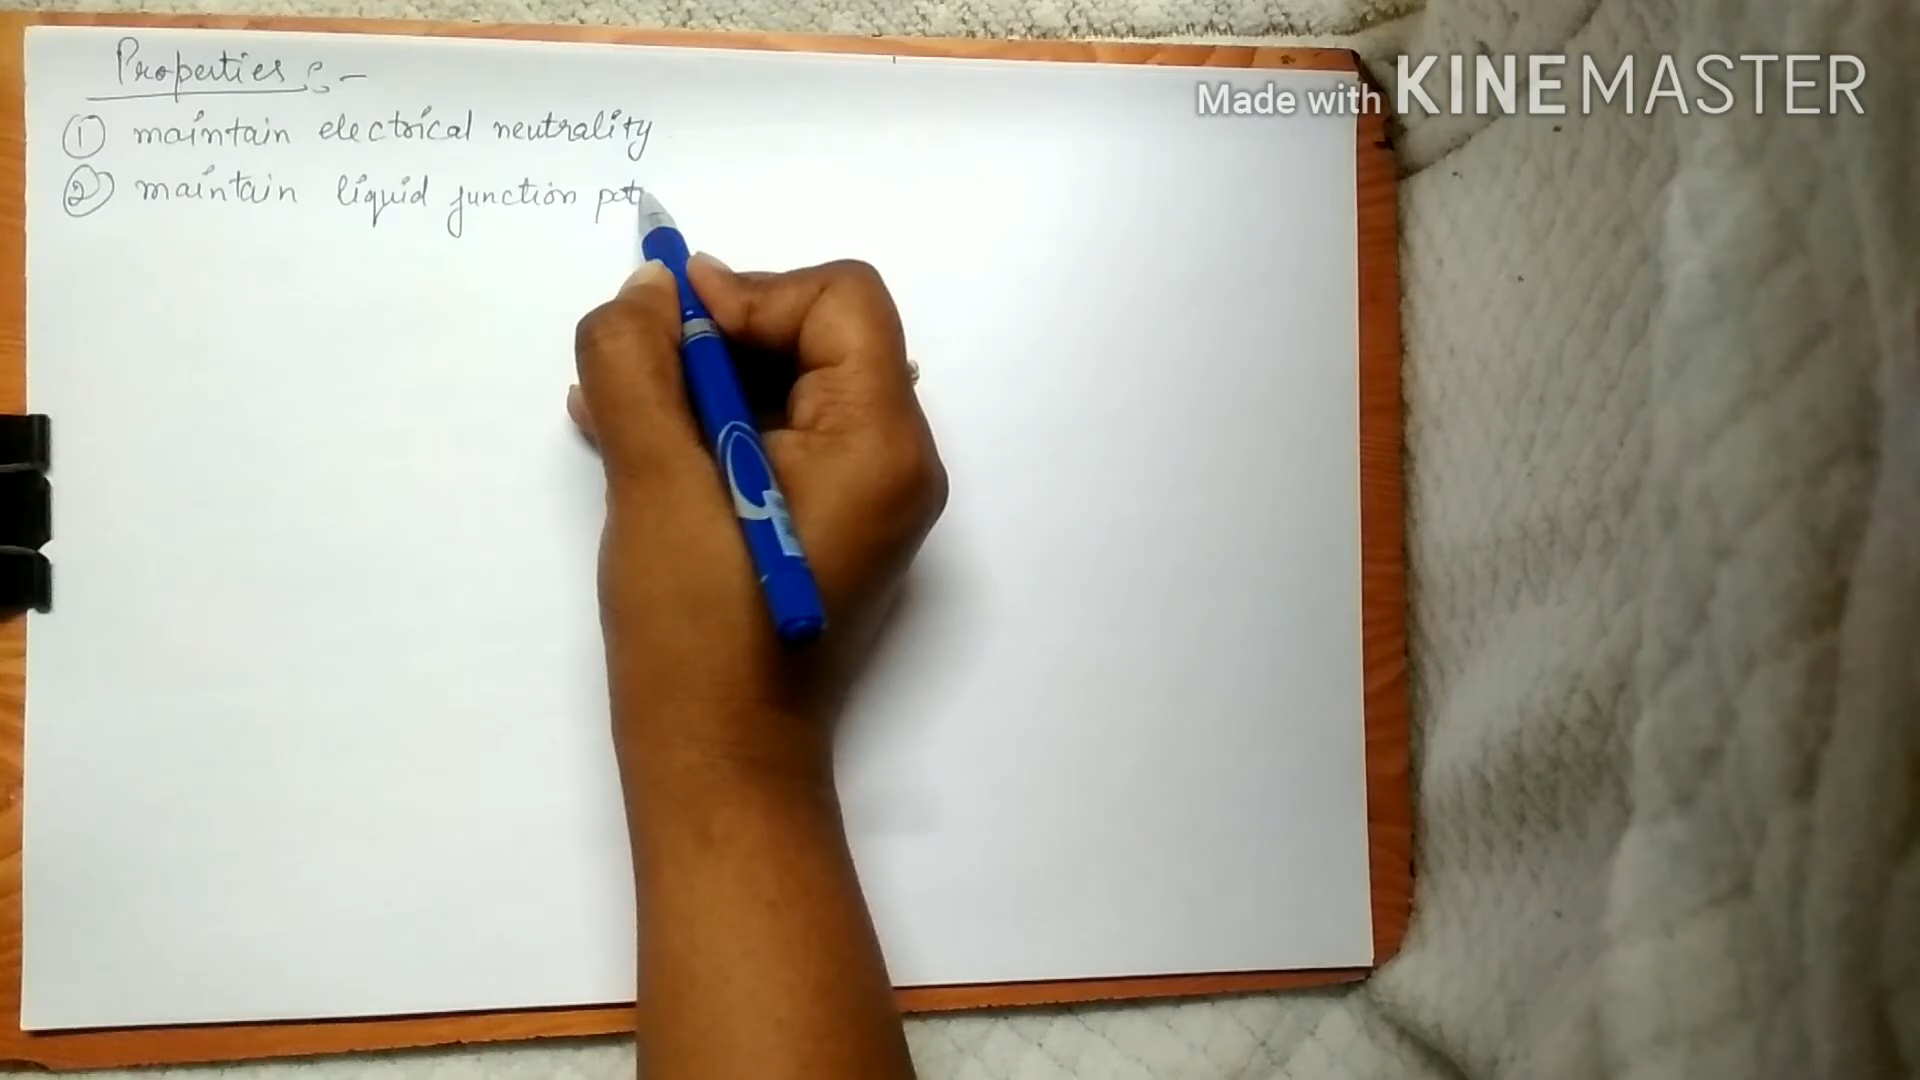 Properties :-
Made with KINEMASTER
① maintain electrical neutrality
② maintain liquid junction pot